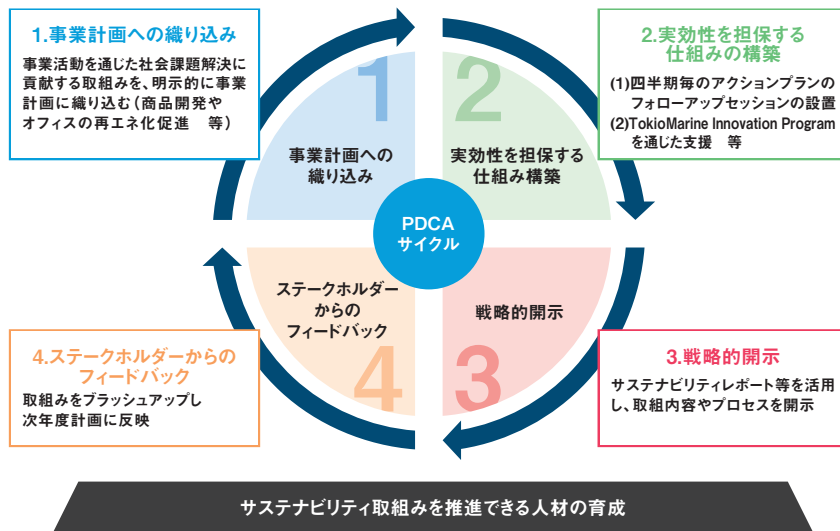 1.事業計画への織り込み
事業活動を通じた社会課題解決に
貢献する取組みを、明示的に事業
計画に織り込む(商品開発や
オフィスの再エネ化促進　等)
2.実効性を担保する
仕組みの構築
(1)四半期毎のアクションプランの
フォローアップセッションの設置
(2)TokioMarine Innovation Program
を通じた支援　等
1
事業計画への
織り込み
2
実効性を担保する
仕組み構築
PDCA
サイクル
ステークホルダー
からの
フィードバック
4
戦略的開示
3
4.ステークホルダーからの
フィードバック
取組みをブラッシュアップし
次年度計画に反映
3.戦略的開示
サステナビリティレポート等を活用
し、取組内容やプロセスを開示
サステナビリティ取組みを推進できる人材の育成